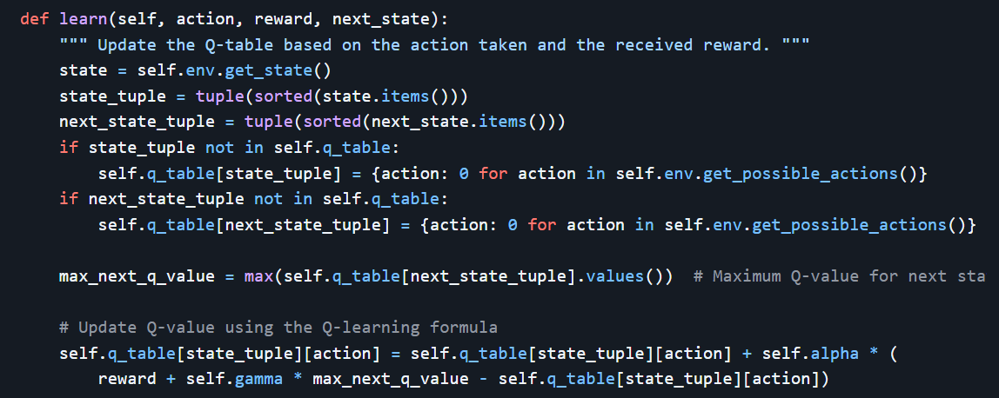 def learn(self, action, reward, next_state):
    """ Update the Q-table based on the action taken and the received reward. """
    state = self.env.get_state()
    state_tuple = tuple(sorted(state.items()))
    next_state_tuple = tuple(sorted(next_state.items()))
    if state_tuple not in self.q_table:
        self.q_table[state_tuple] = {action: 0 for action in self.env.get_possible_actions()}
    if next_state_tuple not in self.q_table:
        self.q_table[next_state_tuple] = {action: 0 for action in self.env.get_possible_actions()}

    max_next_q_value = max(self.q_table[next_state_tuple].values())  # Maximum Q-value for next sta

    # Update Q-value using the Q-learning formula
    self.q_table[state_tuple][action] = self.q_table[state_tuple][action] + self.alpha * (
        reward + self.gamma * max_next_q_value - self.q_table[state_tuple][action])